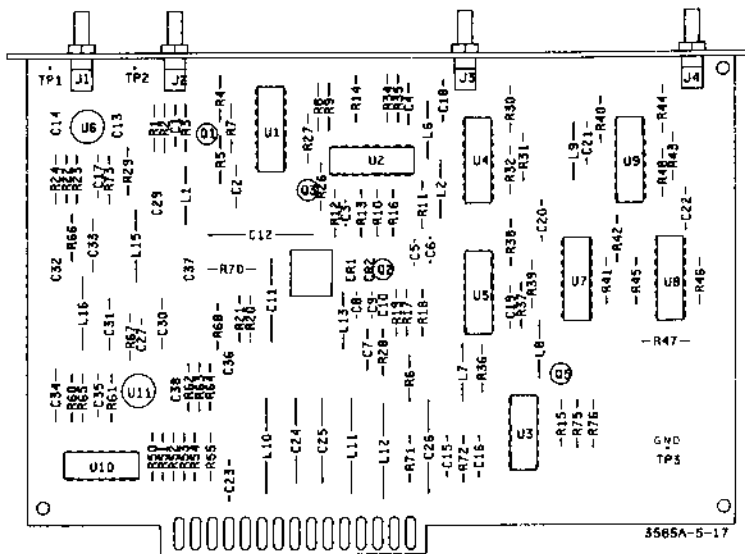 TP1 J1 TP2 J2 J3 J4
C14 U6 C13 R1 R2 C1 R3 Q1 R4 R7 U1 R8 R9 R14 R34 R35 C4 C18 R30 R44
R27 L6 U4 R31 L9 C21 R40 U9
R24 R22 R23 C17 R73 R29 R5 U2 R32 R48 R43
C29 L1 C2 Q3 R26 R12 C3 R13 R10 R16 R11 L2 C20 C22
R66 C33 L15 C12 R38 R42
C32 C37 R70 C11 CR1 CR2 Q2 C5 C6 U5 U7 U8
L16 R39 R41 R45 R46
C31 R67 C27 C30 R68 R21 R20 L13 C8 C9 C10 R19 R17 R18 C19 R37
C36 C7 R28 L8 R47
C34 R60 R65 C35 R61 U11 C38 R62 R63 R64 R6 L7 R36 Q5
U3 R15 R75 R76
U10 R50 R51 R52 R53 R54 R55 C23 L10 C24 C25 L11 L12 R71 C26 C15 R72 C16
GND
TP3
3585A-5-17